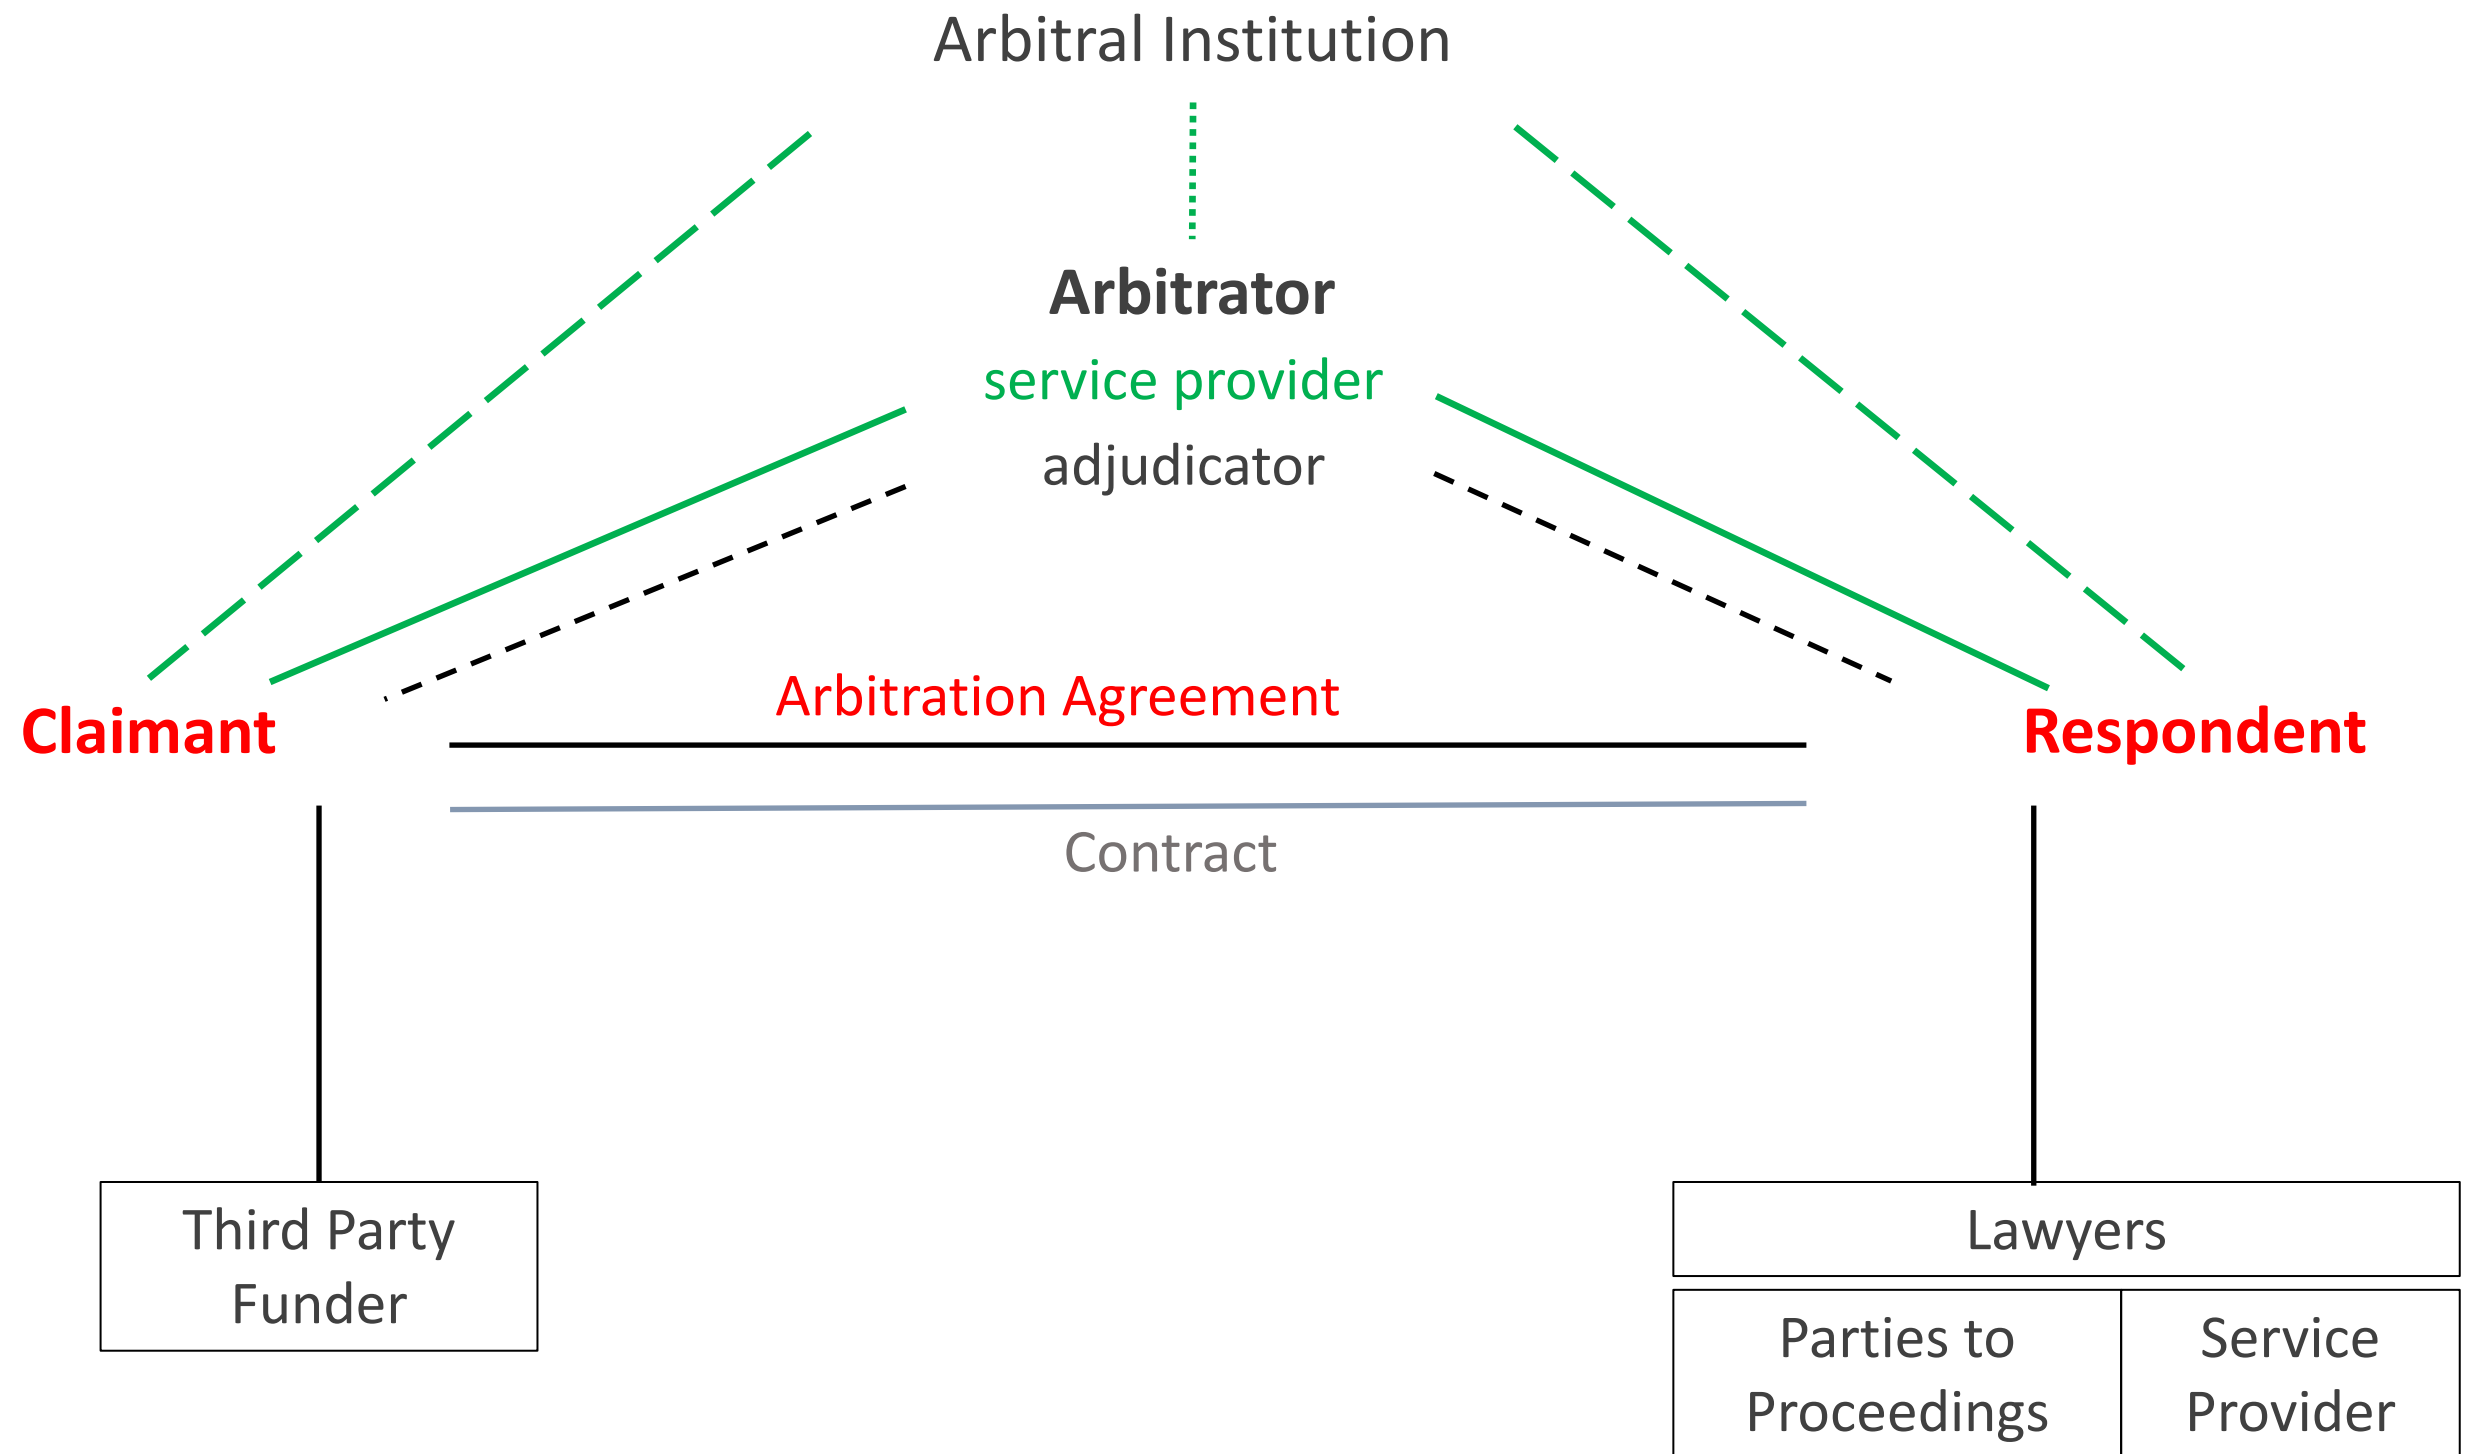 Arbitral Institution
Arbitrator
service provider
adjudicator
Arbitration Agreement
Claimant
Respondent
Contract
Third Party
Funder
Lawyers
Parties to
Proceedings
Service
Provider